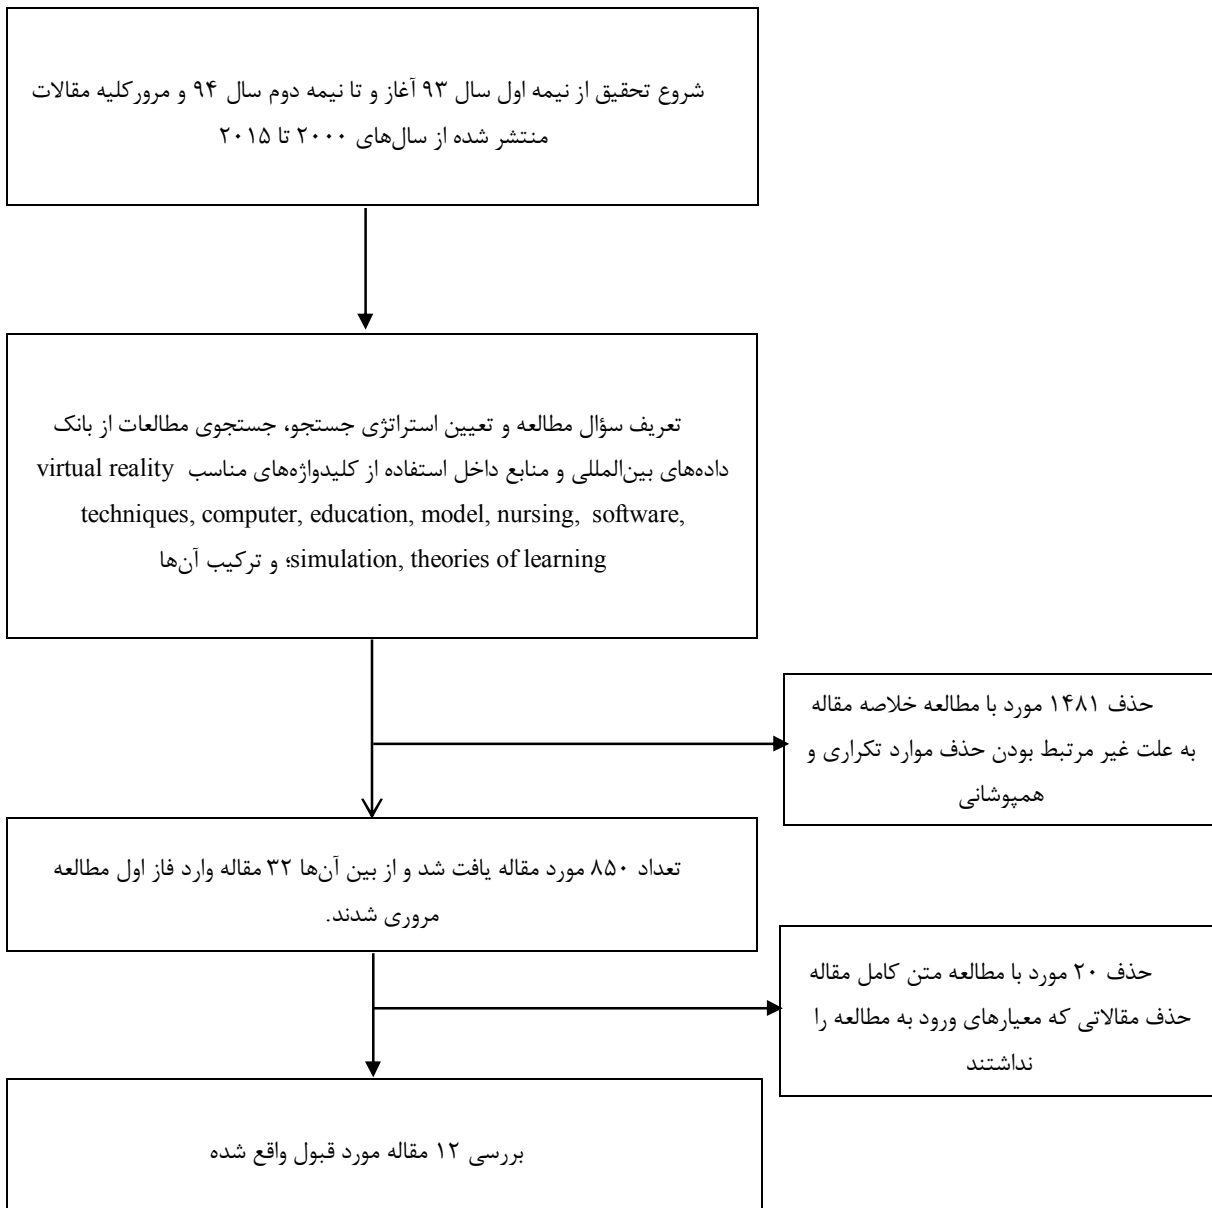 شروع تحقیق از نیمه اول سال ۹۳ آغاز و تا نیمه دوم سال ۹۴ و مرورکلیه مقالات
منتشر شده از سال‌های ۲۰۰۰ تا ۲۰۱۵
تعریف سؤال مطالعه و تعیین استراتژی جستجو، جستجوی مطالعات از بانک
داده‌های بین‌المللی و منابع داخل استفاده از کلیدواژه‌های مناسب virtual reality
techniques, computer, education, model, nursing, software,
simulation, theories of learning؛ و ترکیب آن‌ها
حذف ۱۴۸۱ مورد با مطالعه خلاصه مقاله
به علت غیر مرتبط بودن حذف موارد تکراری و
همپوشانی
تعداد ۸۵۰ مورد مقاله یافت شد و از بین آن‌ها ۳۲ مقاله وارد فاز اول مطالعه
مروری شدند.
حذف ۲۰ مورد با مطالعه متن کامل مقاله
حذف مقالاتی که معیارهای ورود به مطالعه را
نداشتند
بررسی ۱۲ مقاله مورد قبول واقع شده